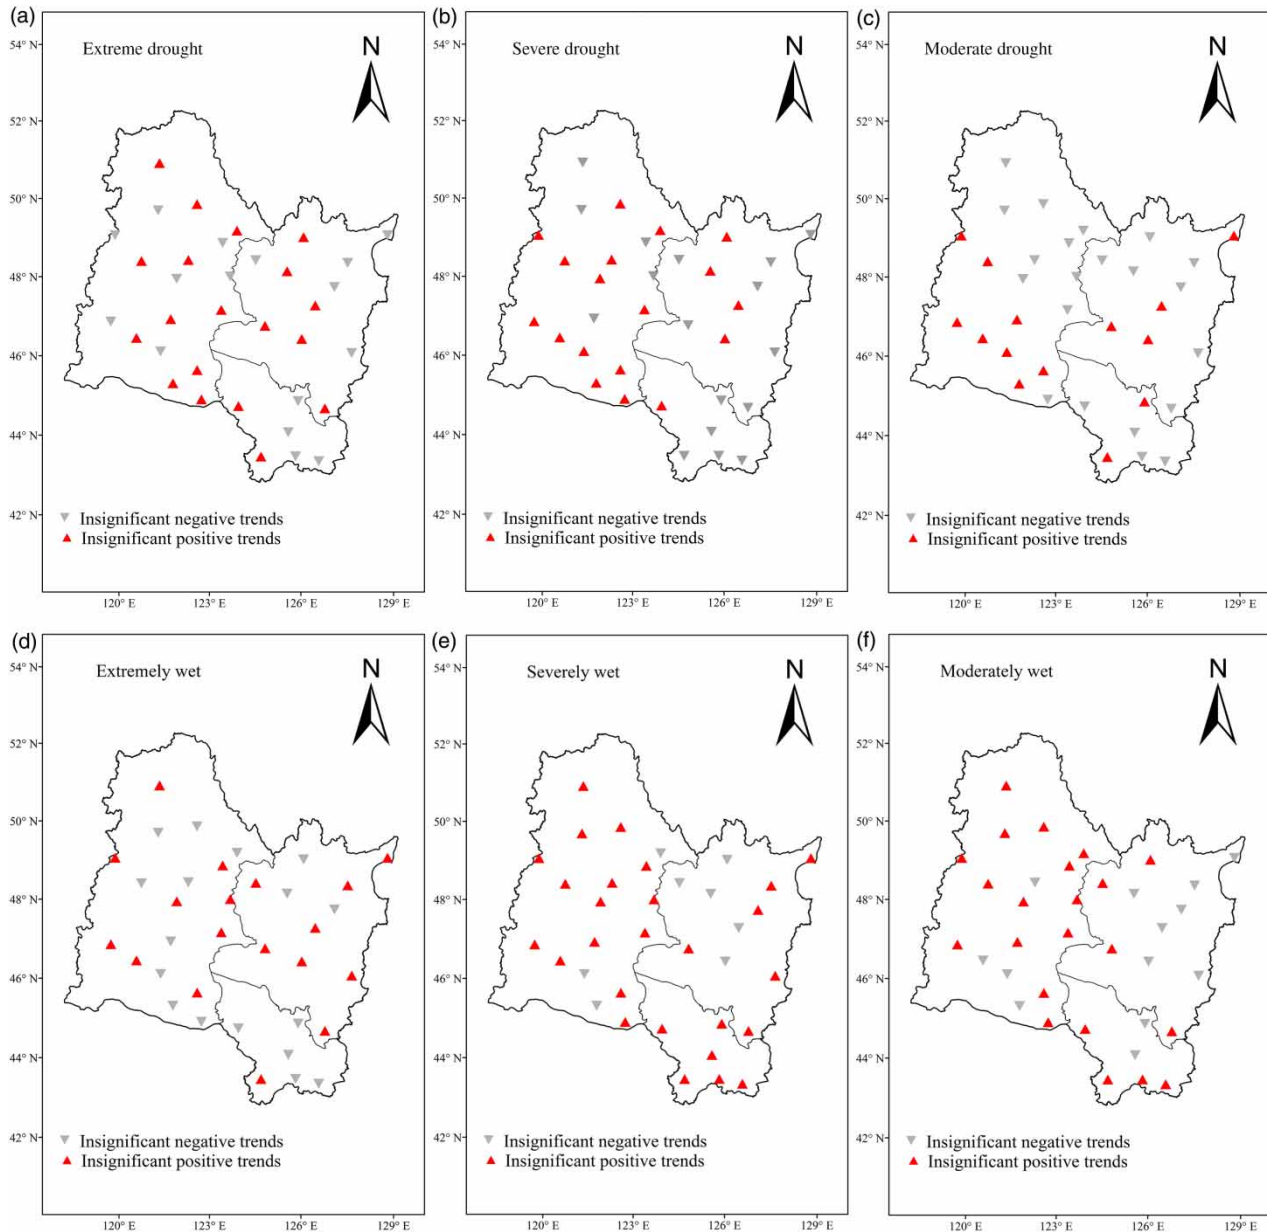 (a)
Extreme drought
N
54° N
52° N
50° N
48° N
46° N
44° N
42° N
Insignificant negative trends
Insignificant positive trends
120° E 123° E 126° E 129° E
(b)
Severe drought
N
54° N
52° N
50° N
48° N
46° N
44° N
42° N
Insignificant negative trends
Insignificant positive trends
120° E 123° E 126° E 129° E
(c)
Moderate drought
N
54° N
52° N
50° N
48° N
46° N
44° N
42° N
Insignificant negative trends
Insignificant positive trends
120° E 123° E 126° E 129° E
(d)
Extremely wet
N
54° N
52° N
50° N
48° N
46° N
44° N
42° N
Insignificant negative trends
Insignificant positive trends
120° E 123° E 126° E 129° E
(e)
Severely wet
N
54° N
52° N
50° N
48° N
46° N
44° N
42° N
Insignificant negative trends
Insignificant positive trends
120° E 123° E 126° E 129° E
(f)
Moderately wet
N
54° N
52° N
50° N
48° N
46° N
44° N
42° N
Insignificant negative trends
Insignificant positive trends
120° E 123° E 126° E 129° E